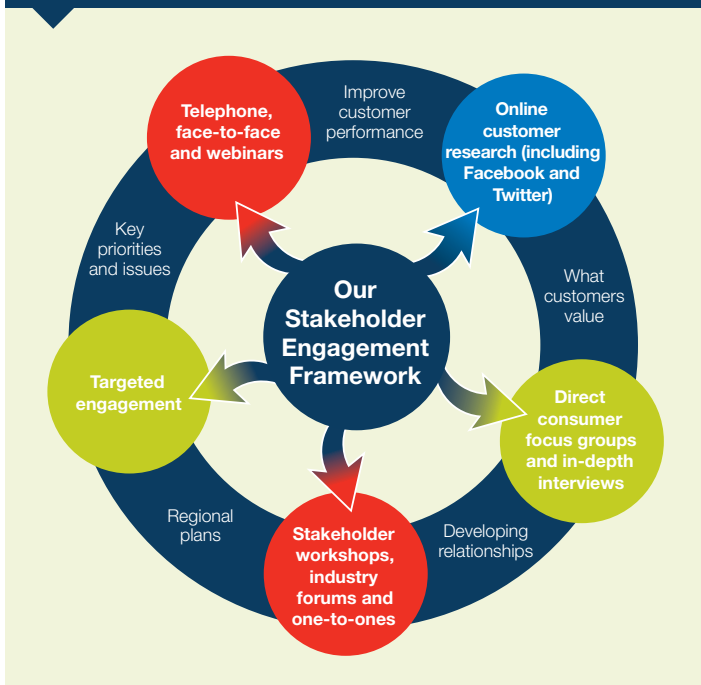 Improve
customer
performance
Telephone,
face-to-face
and webinars
Online
customer
research (including
Facebook and
Twitter)
Key
priorities
and issues
What
customers
value
Our
Stakeholder
Engagement
Framework
Targeted
engagement
Direct
consumer
focus groups
and in-depth
interviews
Regional
plans
Developing
relationships
Stakeholder
workshops,
industry
forums and
one-to-ones